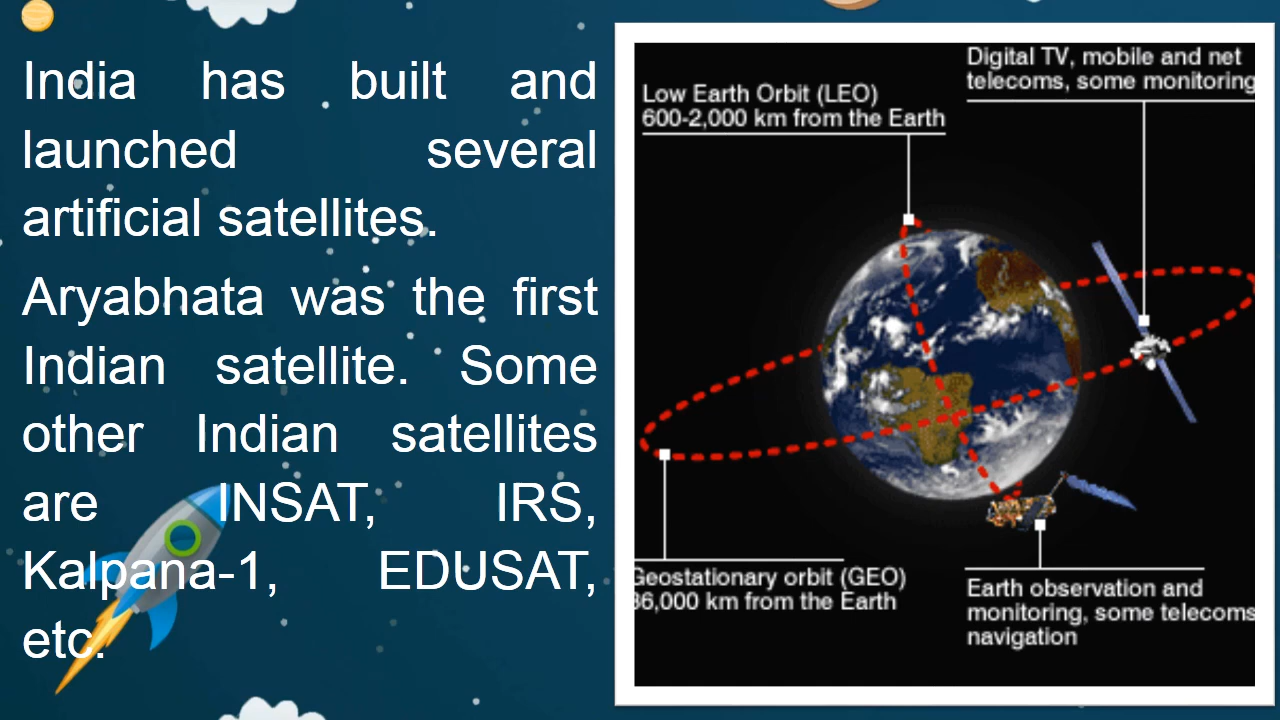 India has built and
launched several
artificial satellites.
Aryabhata was the first
Indian satellite. Some
other Indian satellites
are INSAT, IRS,
Kalpana-1, EDUSAT,
etc.
Digital TV, mobile and net
telecoms, some monitoring
Low Earth Orbit (LEO)
600-2,000 km from the Earth
Geostationary orbit (GEO)
36,000 km from the Earth
Earth observation and
monitoring, some telecoms
navigation